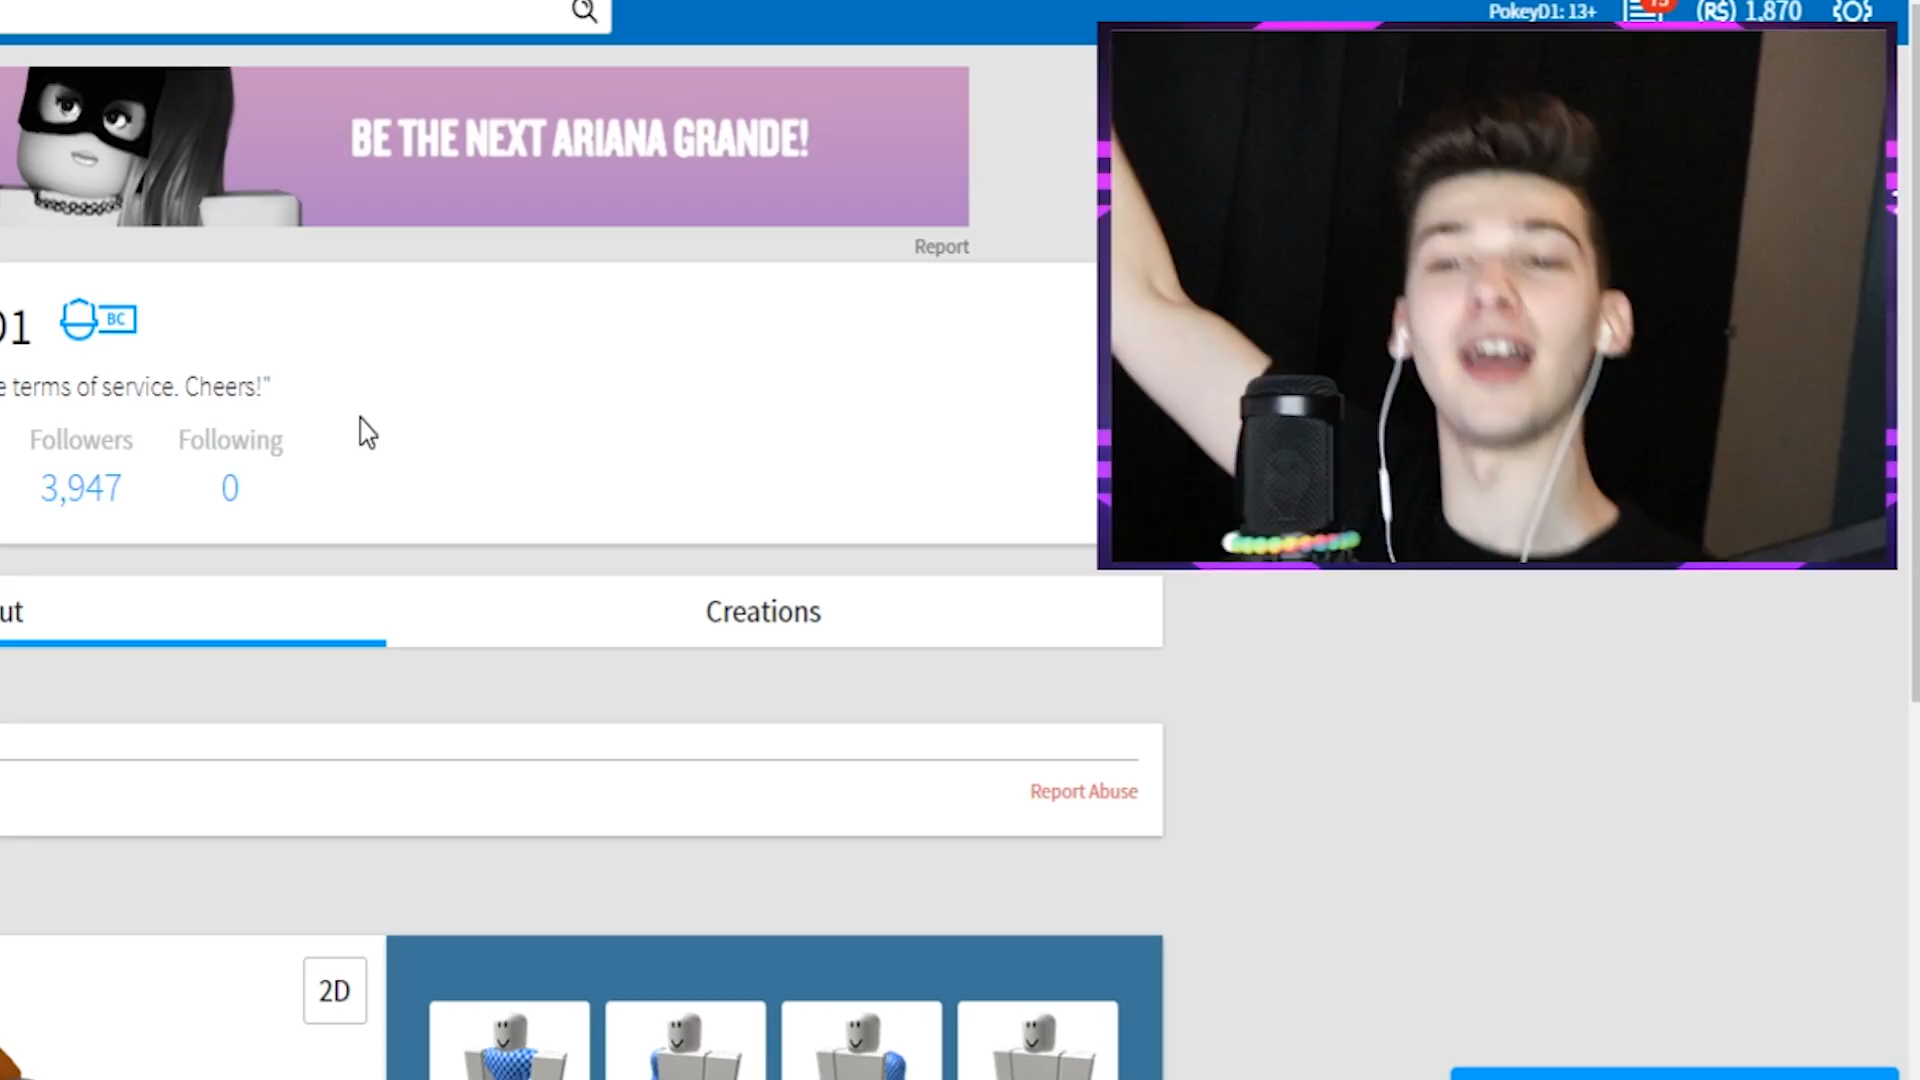 PokeyD1: 13+
1,870
BE THE NEXT ARIANA GRANDE!
Report
D1
BC
e terms of service. Cheers!"
Followers
Following
3,947
0
ut
Creations
Report Abuse
2D